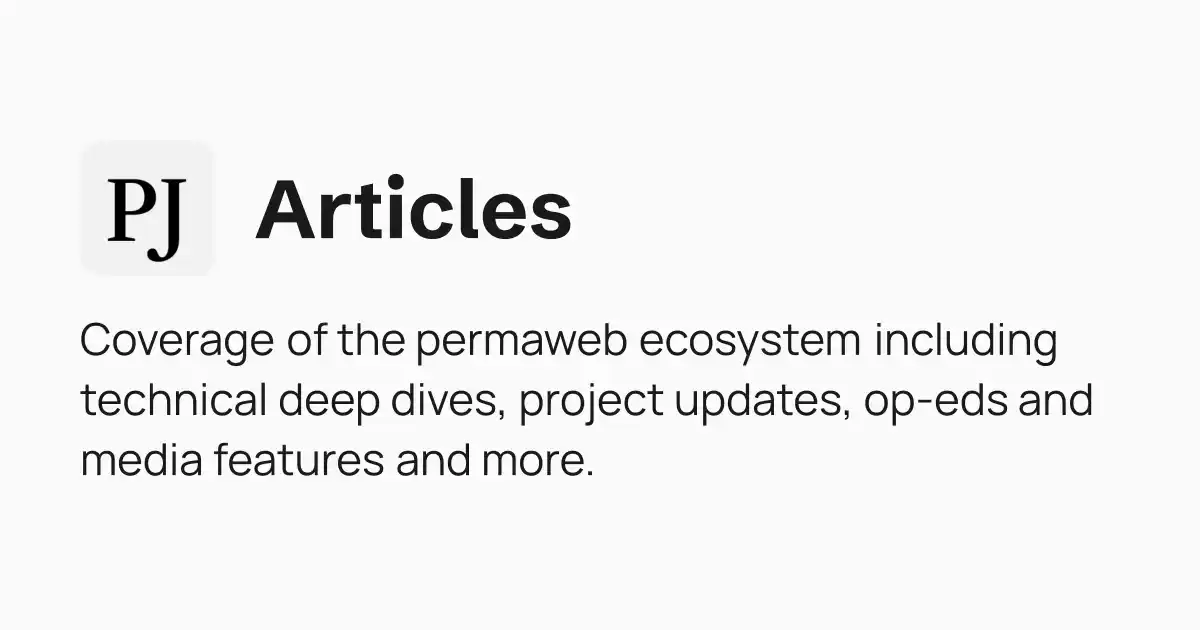 PJ Articles
Coverage of the permaweb ecosystem including
technical deep dives, project updates, op-eds and
media features and more.